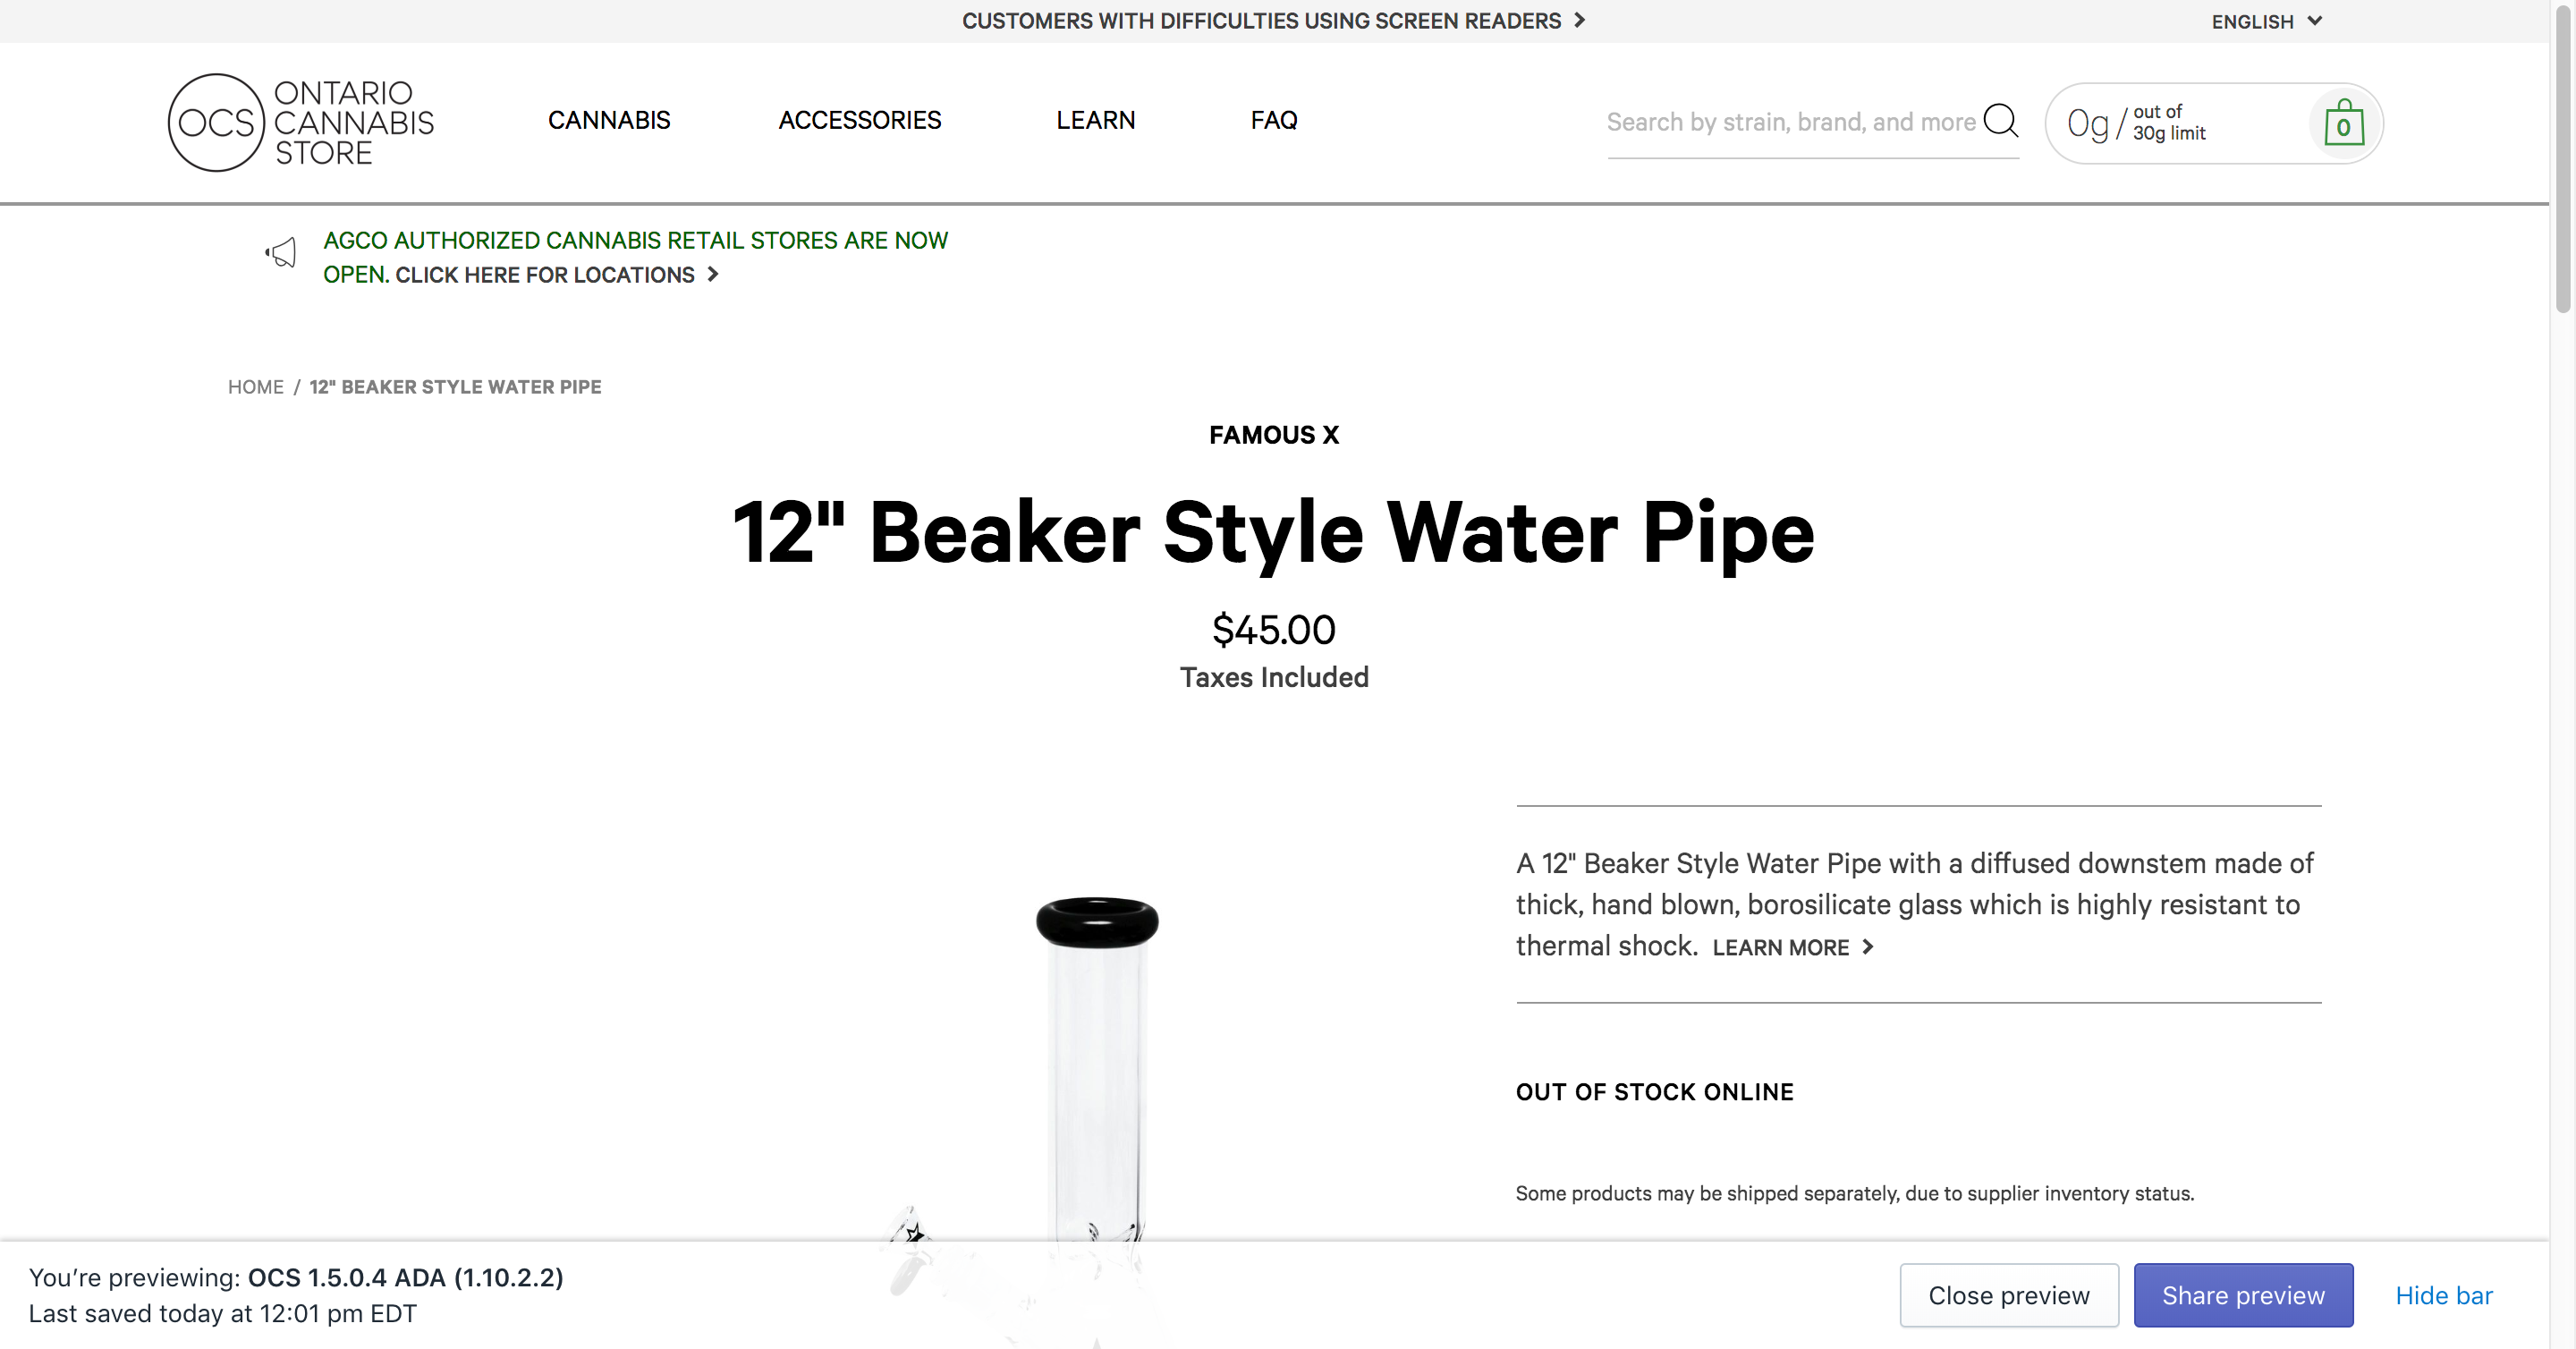 CUSTOMERS WITH DIFFICULTIES USING SCREEN READERS
ENGLISH
OCS
ONTARIO
CANNABIS
STORE
CANNABIS
ACCESSORIES
LEARN
FAQ
Search by strain, brand, and more
0g / out of
30g limit
0
AGCO AUTHORIZED CANNABIS RETAIL STORES ARE NOW
OPEN. CLICK HERE FOR LOCATIONS
HOME / 12" BEAKER STYLE WATER PIPE
FAMOUS X
12" Beaker Style Water Pipe
$45.00
Taxes Included
A 12" Beaker Style Water Pipe with a diffused downstem made of
thick, hand blown, borosilicate glass which is highly resistant to
thermal shock. LEARN MORE
OUT OF STOCK ONLINE
Some products may be shipped separately, due to supplier inventory status.
You’re previewing: OCS 1.5.0.4 ADA (1.10.2.2)
Last saved today at 12:01 pm EDT
Close preview
Share preview
Hide bar